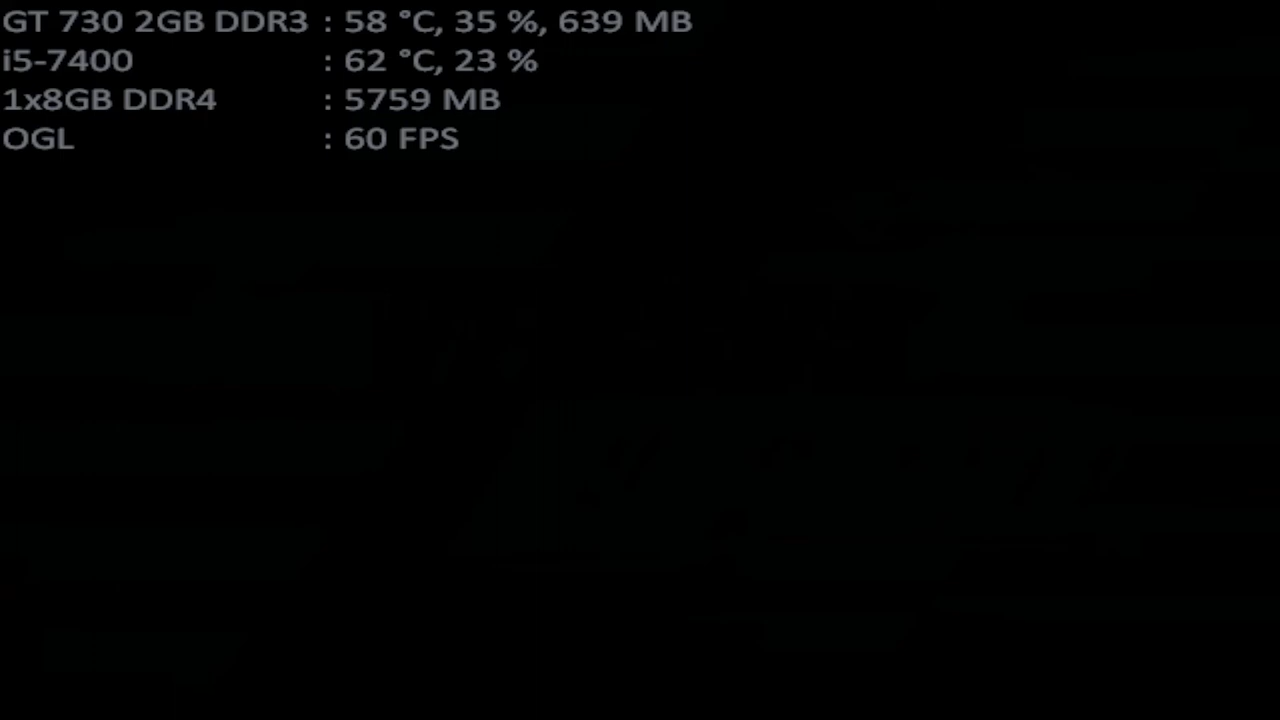 GT 730 2GB DDR3 : 58 °C, 35 %, 639 MB
i5-7400 : 62 °C, 23 %
1x8GB DDR4 : 5759 MB
OGL : 60 FPS